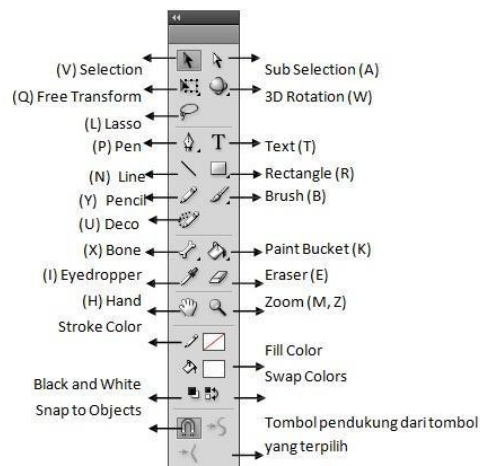 (V) Selection
Sub Selection (A)
(Q) Free Transform
3D Rotation (W)
(L) Lasso
(P) Pen
T
Text (T)
(N) Line
Rectangle (R)
(Y) Pencil
Brush (B)
(U) Deco
(X) Bone
Paint Bucket (K)
(I) Eyedropper
Eraser (E)
(H) Hand
Zoom (M, Z)
Stroke Color
Fill Color
Swap Colors
Black and White
Snap to Objects
Tombol pendukung dari tombol
yang terpilih